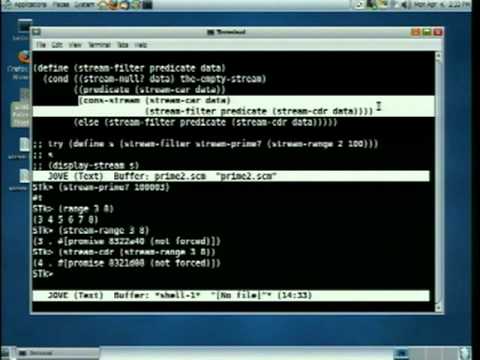 Applications Places System
Mon Apr 4, 2:33 PM
Terminal
File Edit View Terminal Tabs Help
(define (stream-filter predicate data)
(cond ((stream-null? data) the-empty-stream)
((predicate (stream-car data))
(cons-stream (stream-car data)
(stream-filter predicate (stream-cdr data))))
(else (stream-filter predicate (stream-cdr data)))))
;; try (define s (stream-filter stream-prime? (stream-range 2 100)))
;; s
;; (display-stream s)
JOVE (Text) Buffer: prime2.scm "prime2.scm"
STk> (stream-prime? 100003)
#t
STk> (range 3 8)
(3 4 5 6 7 8)
STk> (stream-range 3 8)
(3 . #[promise 8322e40 (not forced)])
STk> (stream-cdr (stream-range 3 8))
(4 . #[promise 8321d00 (not forced)])
STk>
JOVE (Text) Buffer: *shell-1* "[No file]"* (14:33)
Terminal